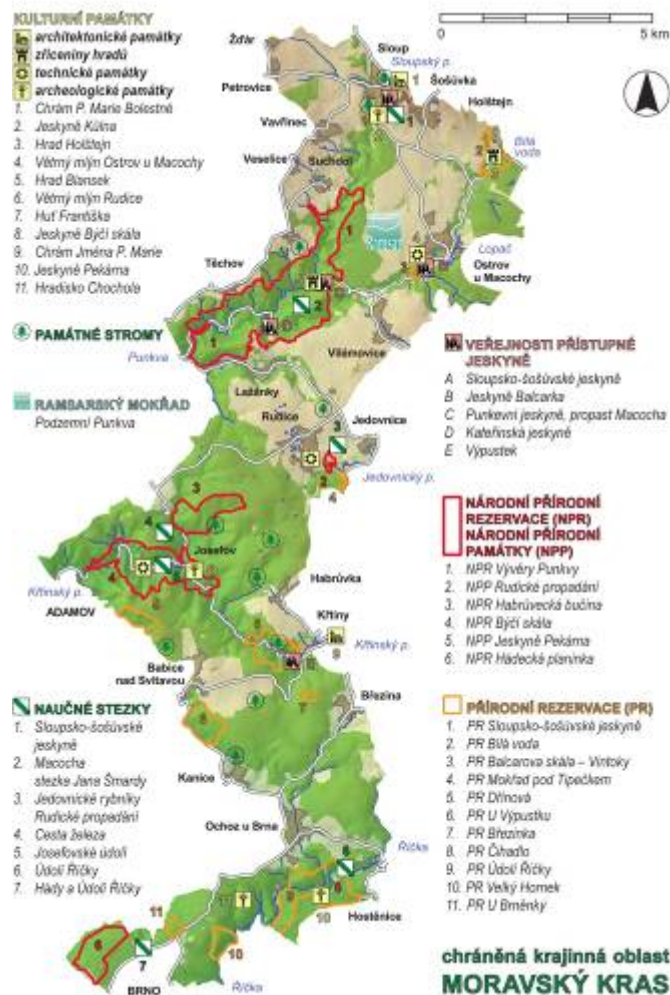 KULTURNÍ PAMÁTKY
architektonické památky
zříceniny hradů
technické památky
archeologické památky
1. Chrám P. Marie Bolestné
2. Jeskyně Kůlna
3. Hrad Holštejn
4. Větrný mlýn Ostrov u Macochy
5. Hrad Blansek
6. Větrný mlýn Rudice
7. Huť Františka
8. Jeskyně Býčí skála
9. Chrám Jména P. Marie
10. Jeskyně Pekárna
11. Hradisko Chochola
PAMÁTNÉ STROMY
RAMSARSKÝ MOKŘAD
Podzemní Punkva
NAUČNÉ STEZKY
1. Sloupsko-šošůvské
jeskyně
2. Macocha
stezka Jana Šmardy
3. Jedovnické rybníky
Rudické propadání
4. Cesta železa
5. Josefovské údolí
6. Údolí Říčky
7. Hády a Údolí Říčky
0 5 km
Žďár
Sloup
Sloupský p.
Petrovice
Šošůvka
Vavřinec
Holštejn
Bílá
voda
Veselice
Suchdol
Lopač
Těchov
Ostrov
u Macochy
Punkva
Vilémovice
Lažánky
Rudice
Jedovnice
Jedovnický p.
Josefov
Habrůvka
Křtinský p.
ADAMOV
Křtiny
Křtinský p.
Babice
nad Svitavou
Březina
Kanice
Ochoz u Brna
Říčka
Hostěnice
BRNO
Říčka
VEŘEJNOSTI PŘÍSTUPNÉ
JESKYNĚ
A Sloupsko-šošůvské jeskyně
B Jeskyně Balcarka
C Punkevní jeskyně, propast Macocha
D Kateřinská jeskyně
E Výpustek
NÁRODNÍ PŘÍRODNÍ
REZERVACE (NPR)
NÁRODNÍ PŘÍRODNÍ
PAMÁTKY (NPP)
1. NPR Vývěry Punkvy
2. NPP Rudické propadání
3. NPR Habrůvecká bučina
4. NPR Býčí skála
5. NPP Jeskyně Pekárna
6. NPR Hádecká planinka
PŘÍRODNÍ REZERVACE (PR)
1. PR Sloupsko-šošůvské jeskyně
2. PR Bílá voda
3. PR Balcarova skála – Vintoky
4. PR Mokřad pod Tipečkem
5. PR Dřínová
6. PR U Výpustku
7. PR Březinka
8. PR Čihadlo
9. PR Údolí Říčky
10. PR Velký Hornek
11. PR U Brněnky
chráněná krajinná oblast
MORAVSKÝ KRAS